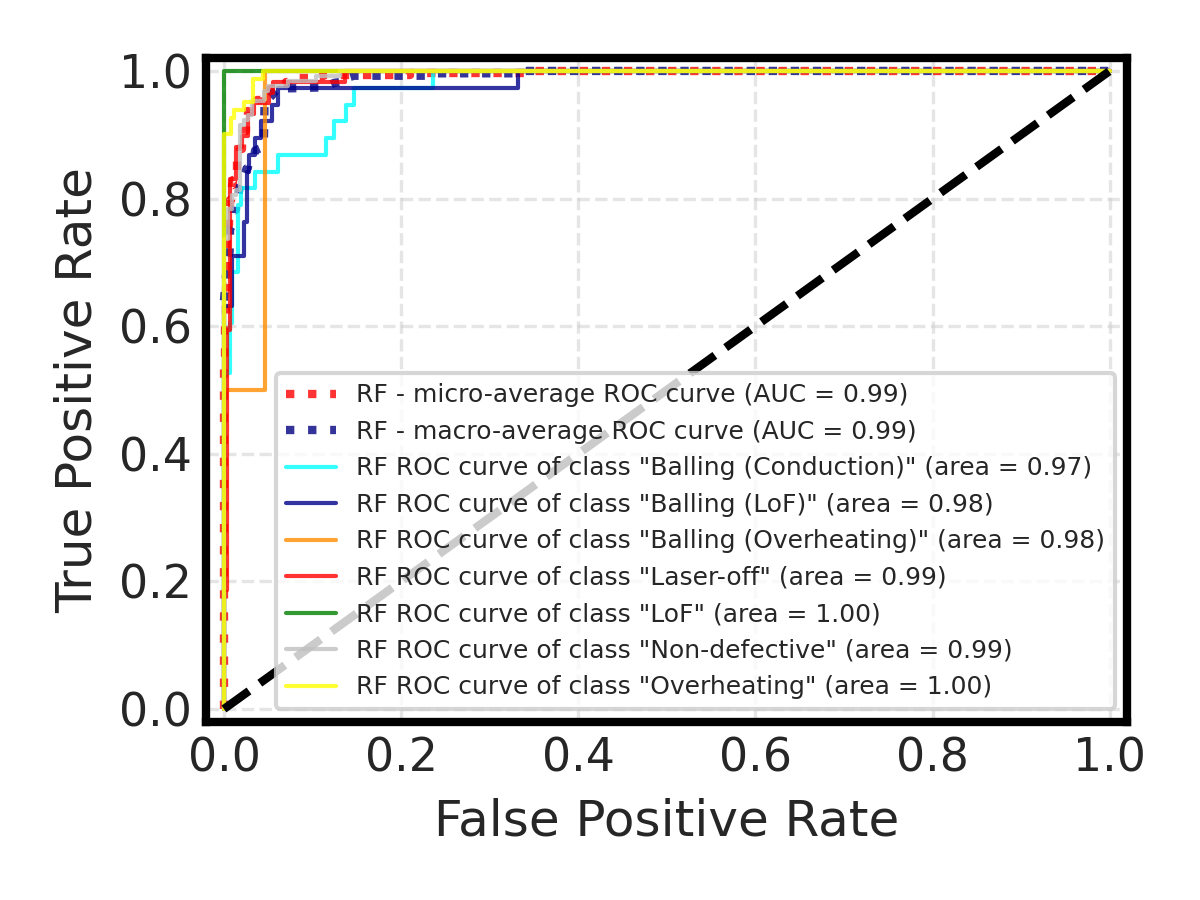 1.0
0.8
0.6
0.4
0.2
0.0
True Positive Rate
RF - micro-average ROC curve (AUC = 0.99)
RF - macro-average ROC curve (AUC = 0.99)
RF ROC curve of class "Balling (Conduction)" (area = 0.97)
RF ROC curve of class "Balling (LoF)" (area = 0.98)
RF ROC curve of class "Balling (Overheating)" (area = 0.98)
RF ROC curve of class "Laser-off" (area = 0.99)
RF ROC curve of class "LoF" (area = 1.00)
RF ROC curve of class "Non-defective" (area = 0.99)
RF ROC curve of class "Overheating" (area = 1.00)
0.0 0.2 0.4 0.6 0.8 1.0
False Positive Rate